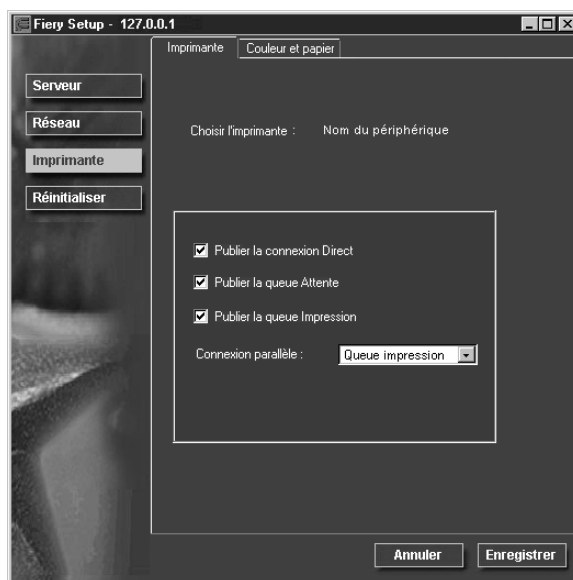 Fiery Setup - 127.0.0.1
Imprimante
Couleur et papier
Serveur
Réseau
Imprimante
Réinitialiser
Choisir l'imprimante : Nom du périphérique
Publier la connexion Direct
Publier la queue Attente
Publier la queue Impression
Connexion parallèle : Queue impression
Annuler
Enregistrer